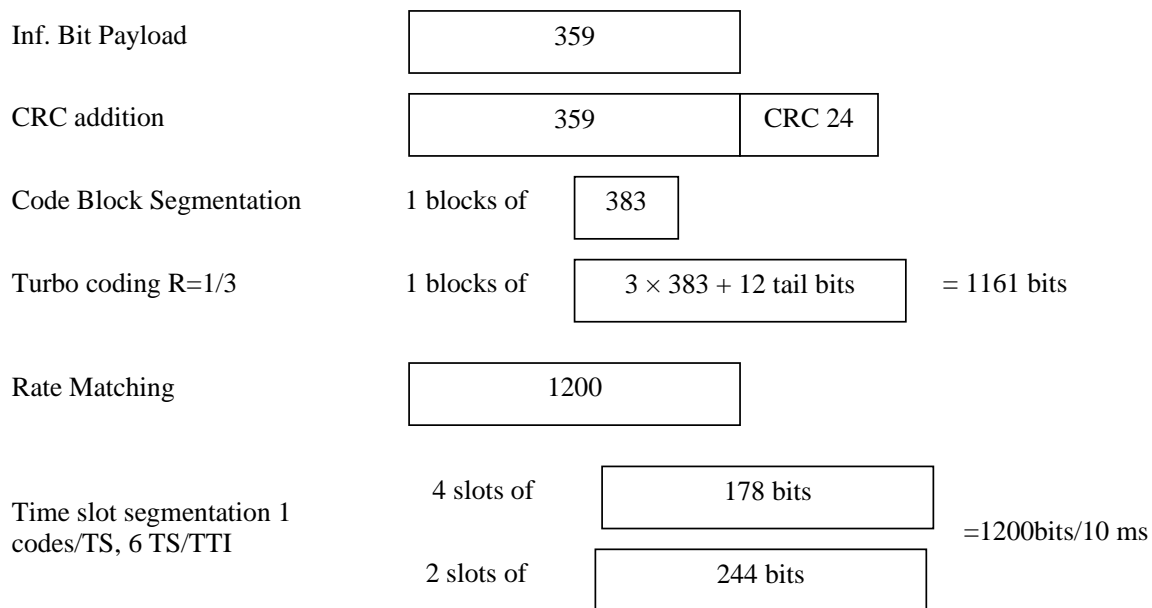 Inf. Bit Payload
359
CRC addition
359
CRC 24
Code Block Segmentation
1 blocks of
383
Turbo coding R=1/3
1 blocks of
3 × 383 + 12 tail bits
= 1161 bits
Rate Matching
1200
Time slot segmentation 1
codes/TS, 6 TS/TTI
4 slots of
178 bits
2 slots of
244 bits
=1200bits/10 ms